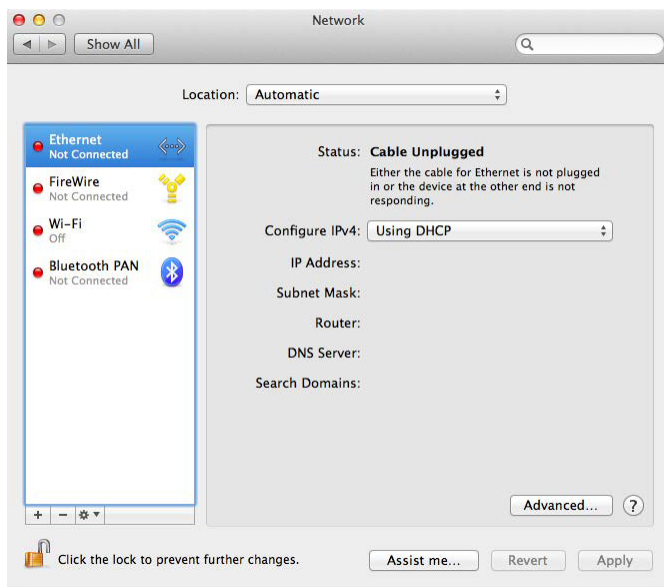 Network
Show All
Location: Automatic
Ethernet
Not Connected
FireWire
Not Connected
Wi-Fi
Off
Bluetooth PAN
Not Connected
Status: Cable Unplugged
Either the cable for Ethernet is not plugged
in or the device at the other end is not
responding.
Configure IPv4: Using DHCP
IP Address:
Subnet Mask:
Router:
DNS Server:
Search Domains:
Advanced... ?
Click the lock to prevent further changes.
Assist me... Revert Apply